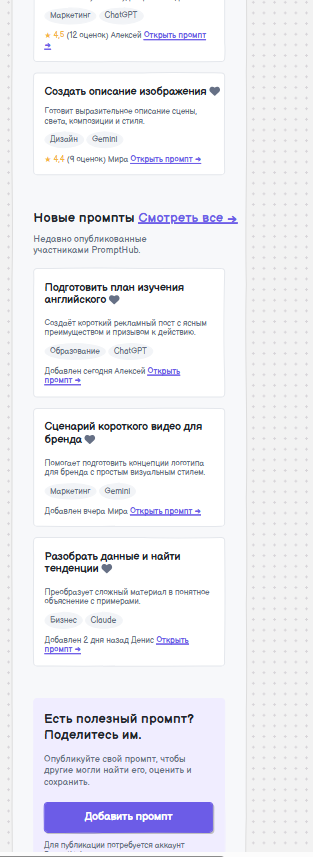 Маркетинг ChatGPT
★ 4,5 (12 оценок) Алексей Открыть промпт
→
Создать описание изображения
Готовит выразительное описание сцены,
света, композиции и стиля.
Дизайн Gemini
★ 4,4 (9 оценок) Мира Открыть промпт →
Новые промпты Смотреть все →
Недавно опубликованные
участниками PromptHub.
Подготовить план изучения
английского
Создаёт короткий рекламный пост с ясным
преимуществом и призывом к действию.
Образование ChatGPT
Добавлен сегодня Алексей Открыть
промпт →
Сценарий короткого видео для
бренда
Помогает подготовить концепции логотипа
для бренда с простым визуальным стилем.
Маркетинг Gemini
Добавлен вчера Мира Открыть промпт →
Разобрать данные и найти
тенденции
Преобразует сложный материал в понятное
объяснение с примерами.
Бизнес Claude
Добавлен 2 дня назад Денис Открыть
промпт →
Есть полезный промпт?
Поделитесь им.
Опубликуйте свой промпт, чтобы
другие могли найти его, оценить и
сохранить.
Добавить промпт
Для публикации потребуется аккаунт